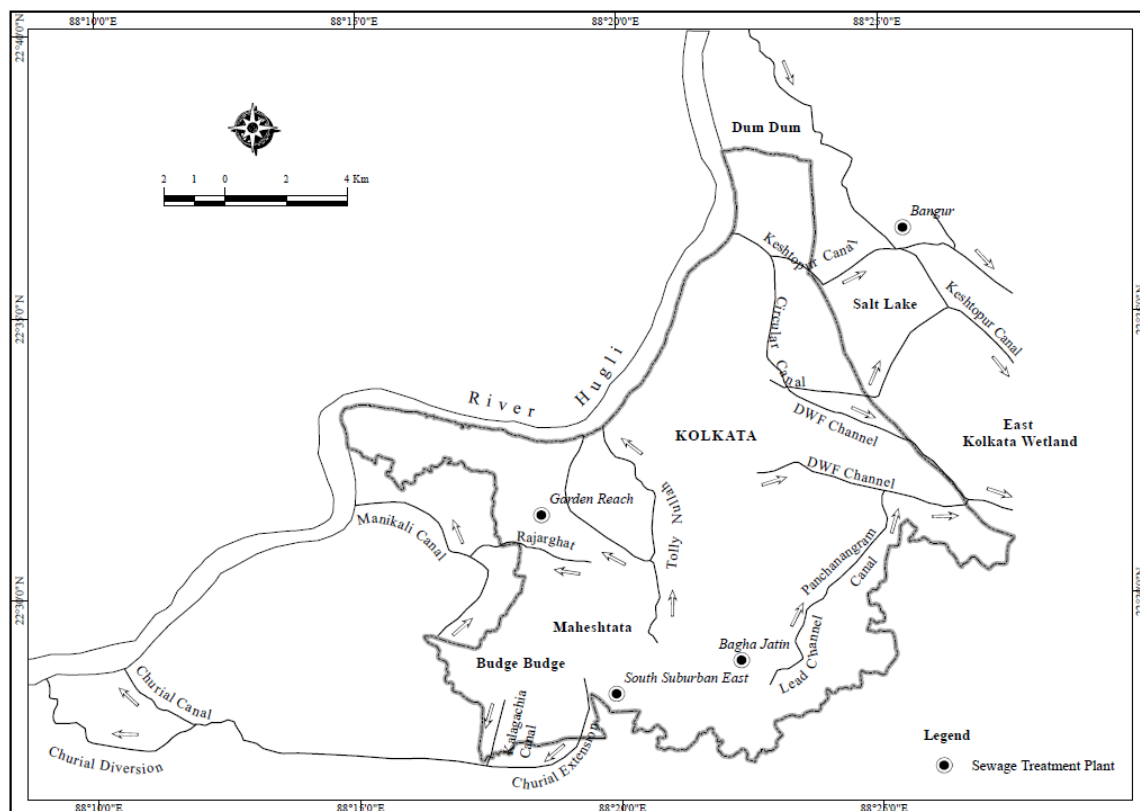 88°10'0"E
88°15'0"E
88°20'0"E
88°25'0"E
22°40'0"N
Dum Dum
2 1 0 2 4 Km
Bangur
Keshtopur Canal
Salt Lake
Keshtopur Canal
22°35'0"N
Circular Canal
River Hugli
DWF Channel
East
Kolkata Wetland
KOLKATA
DWF Channel
Garden Reach
Tolly Nullah
Manikali Canal
Rajarghat
Panchanangram
Canal
22°30'0"N
Maheshtata
Bagha Jatin
Budge Budge
South Suburban East
Lead Channel
Churial Canal
Kalagachia
Canal
Churial Diversion
Churial Extension
Legend
Sewage Treatment Plant
88°10'0"E
88°15'0"E
88°20'0"E
88°25'0"E